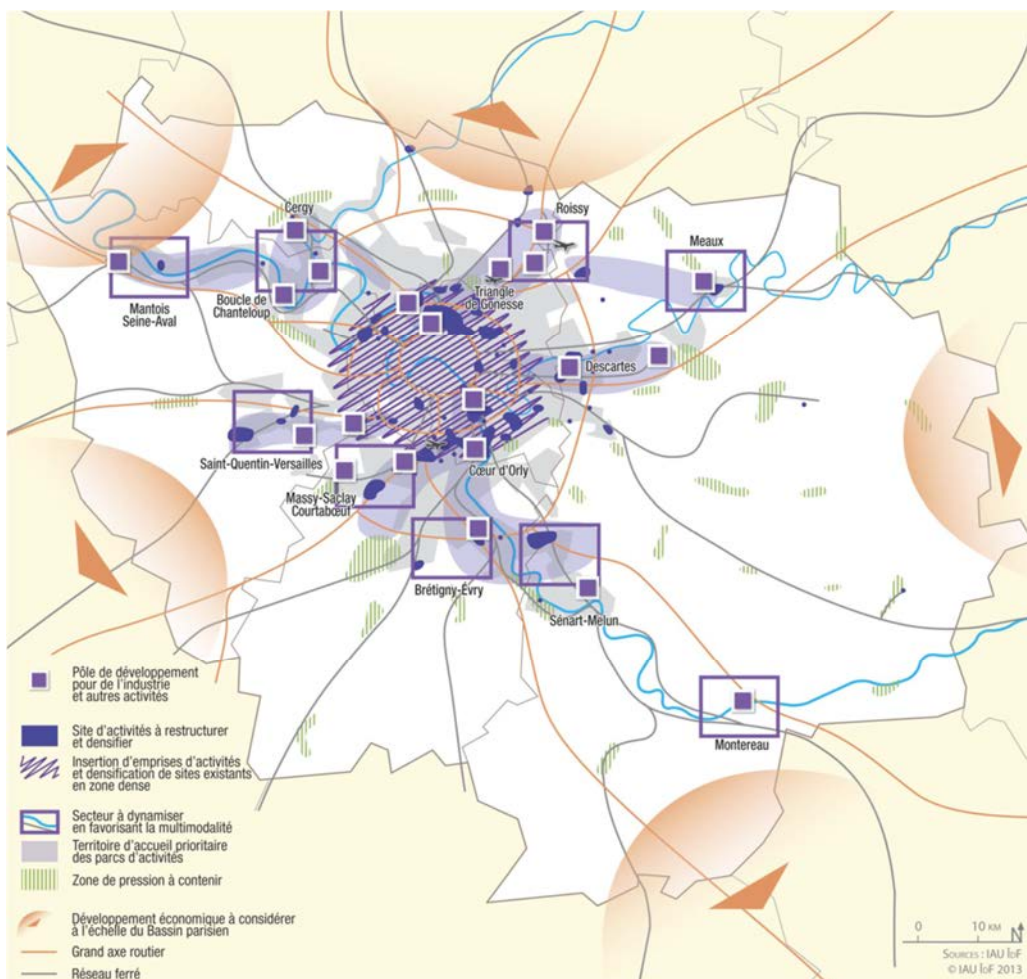 Cergy
Roissy
Meaux
Mantois
Seine-Aval
Boucle de
Chanteloup
Triangle
de Gonesse
Descartes
Saint-Quentin-Versailles
Cœur d'Orly
Massy-Saclay
Courtabœuf
Brétigny-Évry
Sénart-Melun
Montereau
Pôle de développement
pour de l'industrie
et autres activités
Site d'activités à restructurer
et densifier
Insertion d'emprises d'activités
et densification de sites existants
en zone dense
Secteur à dynamiser
en favorisant la multimodalité
Territoire d'accueil prioritaire
des parcs d'activités
Zone de pression à contenir
Développement économique à considérer
à l'échelle du Bassin parisien
Grand axe routier
Réseau ferré
0 10 KM N
SOURCES : IAU îdF
© IAU îdF 2013